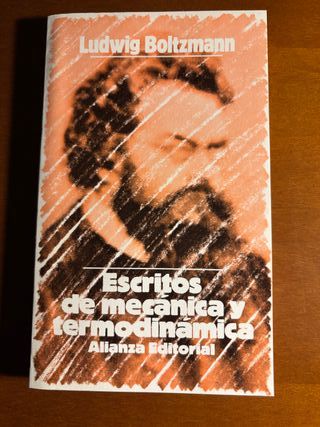 Ludwig Boltzmann
Escritos
de mecánica y
termodinámica
Alianza Editorial